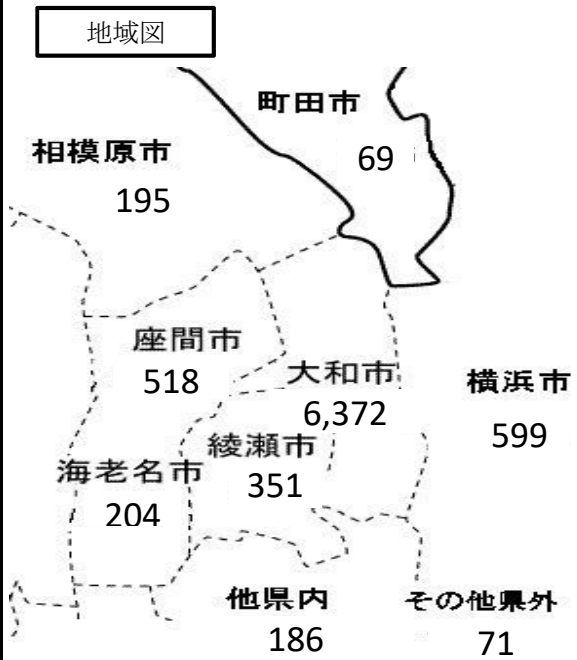 地域図
町田市
69
相模原市
195
座間市
518
大和市
6,372
横浜市
599
綾瀬市
351
海老名市
204
他県内
186
その他県外
71